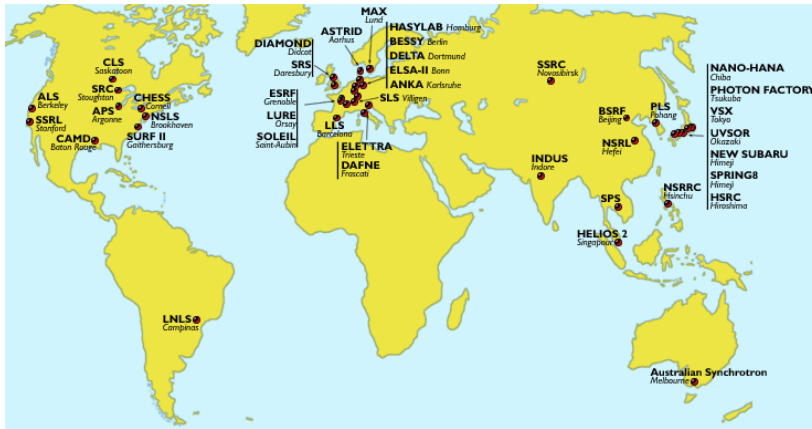 CLS
Saskatoon
SRC
Stoughton
ALS
Berkeley
APS
Argonne
CHESS
Cornell
NSLS
Brookhaven
SSRL
Stanford
CAMD
Baton Rouge
SURF II
Gaithersburg
LNLS
Campinas
DIAMOND
Didcot
SRS
Daresbury
ASTRID
Aarhus
MAX
Lund
HASYLAB Hamburg
BESSY Berlin
DELTA Dortmund
ELSA-II Bonn
ANKA Karlsruhe
SLS Villigen
ESRF
Grenoble
LURE
Orsay
SOLEIL
Saint-Aubin
LLS
Barcelona
ELETTRA
Trieste
DAFNE
Frascati
SSRC
Novosibirsk
BSRF
Beijing
PLS
Pohang
NSRL
Hefei
INDUS
Indore
NSRRC
Hsinchu
SPS
HELIOS 2
Singapour
NANO-HANA
Chiba
PHOTON FACTORY
Tsukuba
YSX
Tokyo
UVSOR
Okazaki
NEW SUBARU
Himeji
SPRING8
Himeji
HSRC
Hiroshima
Australian Synchrotron
Melbourne